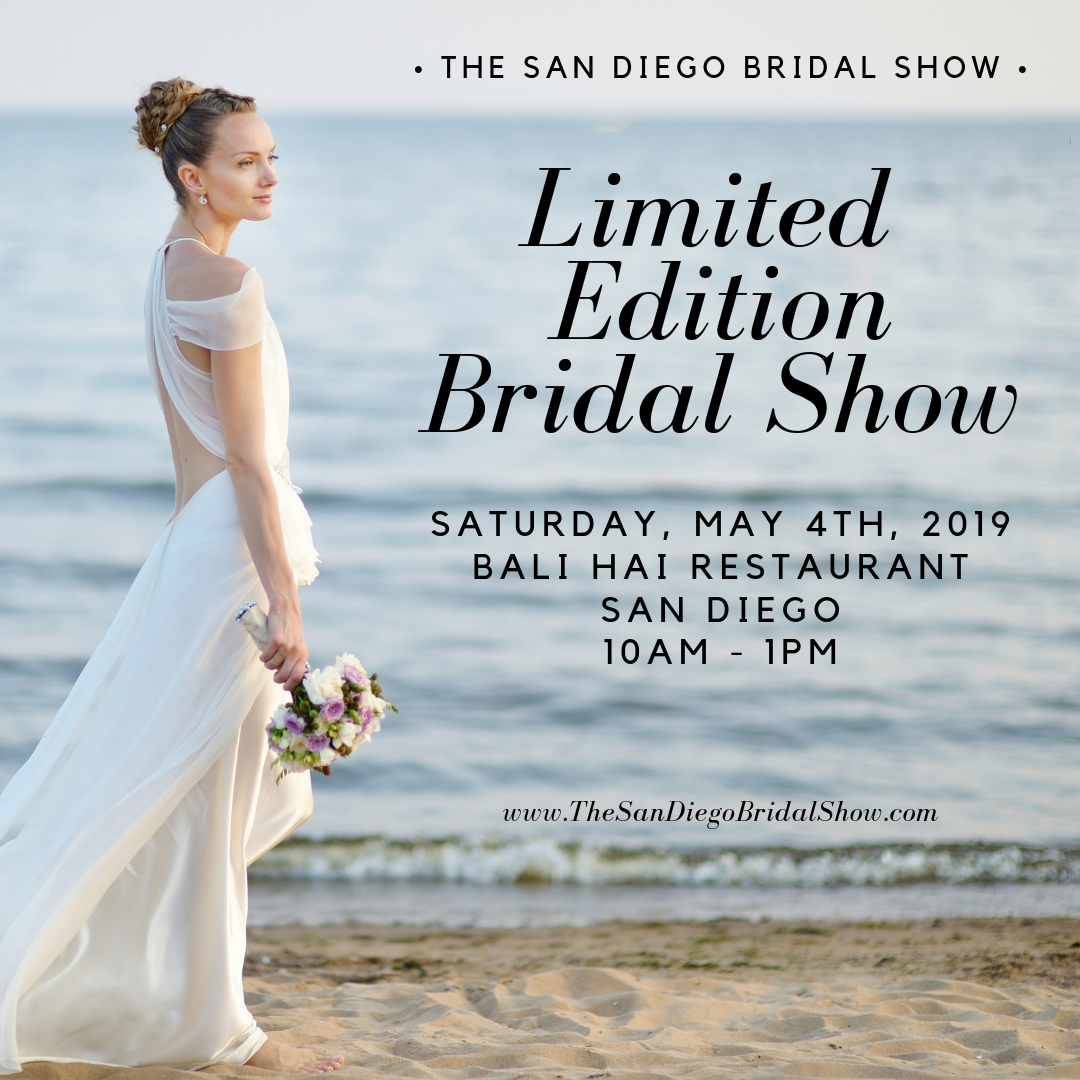 • THE SAN DIEGO BRIDAL SHOW •
Limited
Edition
Bridal Show
SATURDAY, MAY 4TH, 2019
BALI HAI RESTAURANT
SAN DIEGO
10AM - 1PM
www.TheSanDiegoBridalShow.com